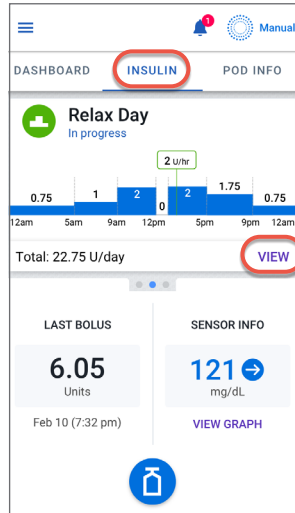 1
Manual
DASHBOARD INSULIN POD INFO
Relax Day
In progress
2 U/hr
0.75 1 2 0 2 1.75 0.75
12am 5am 9am 12pm 5pm 9pm 12am
Total: 22.75 U/day VIEW
LAST BOLUS SENSOR INFO
6.05 121
Units mg/dL
Feb 10 (7:32 pm) VIEW GRAPH